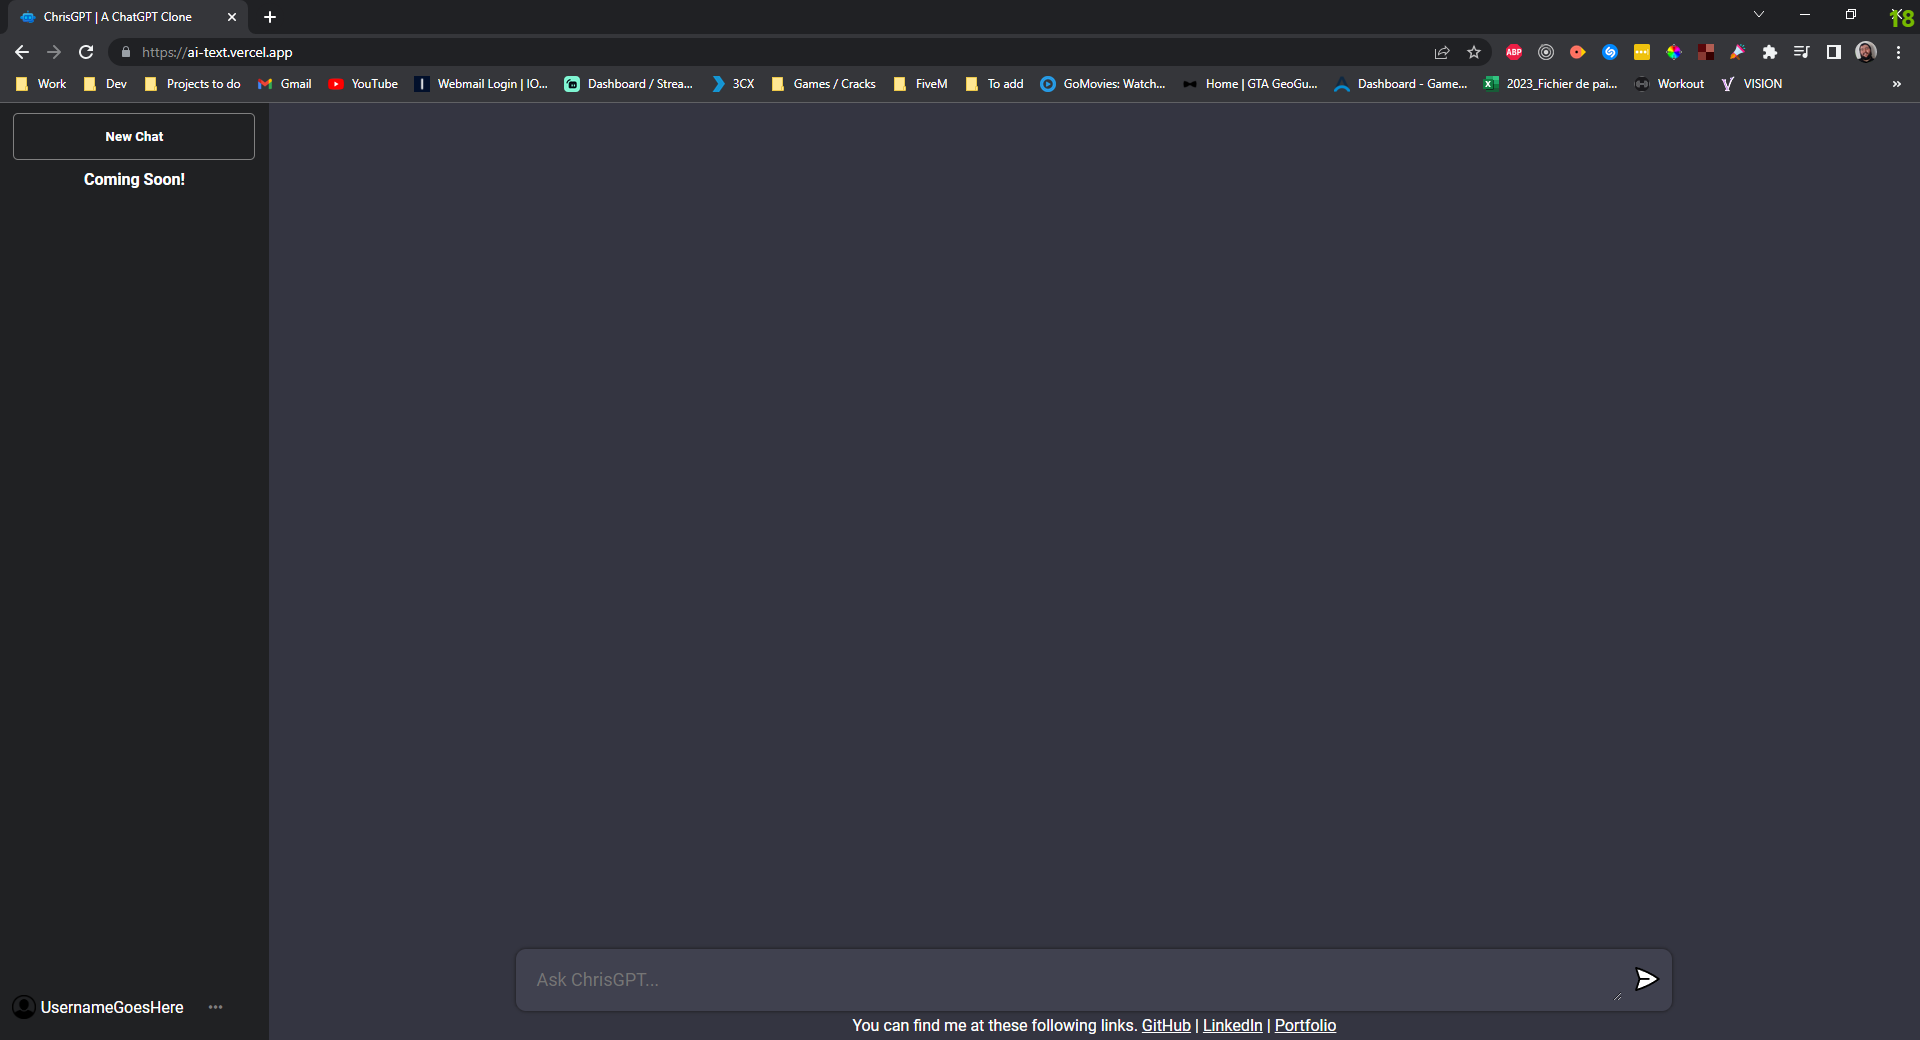 ChrisGPT | A ChatGPT Clone
18
https://ai-text.vercel.app
ABP
Work Dev Projects to do Gmail YouTube Webmail Login | IO... Dashboard / Strea... 3CX Games / Cracks FiveM To add GoMovies: Watch... Home | GTA GeoGu... Dashboard - Game... 2023_Fichier de pai... Workout VISION »
New Chat
Coming Soon!
Ask ChrisGPT...
UsernameGoesHere
You can find me at these following links. GitHub | LinkedIn | Portfolio